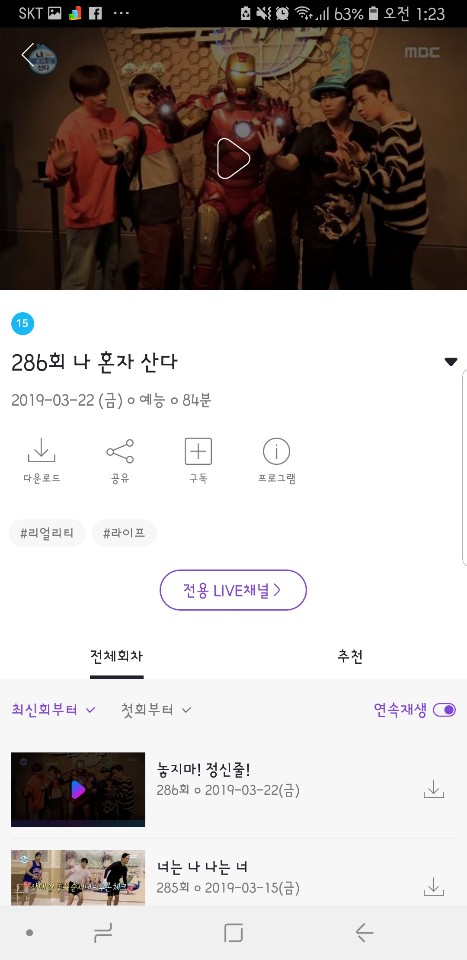 SKT ... 63% 오전 1:23
나 혼자 산다
MBC
15
286회 나 혼자 산다
2019-03-22 (금) o 예능 o 84분
다운로드 공유 구독 프로그램
#리얼리티 #라이프
전용 LIVE채널 >
전체회차 추천
최신회부터 첫회부터 연속재생
놓지마! 정신줄!
286회 o 2019-03-22(금)
너는 나 나는 너
285회 o 2019-03-15(금)